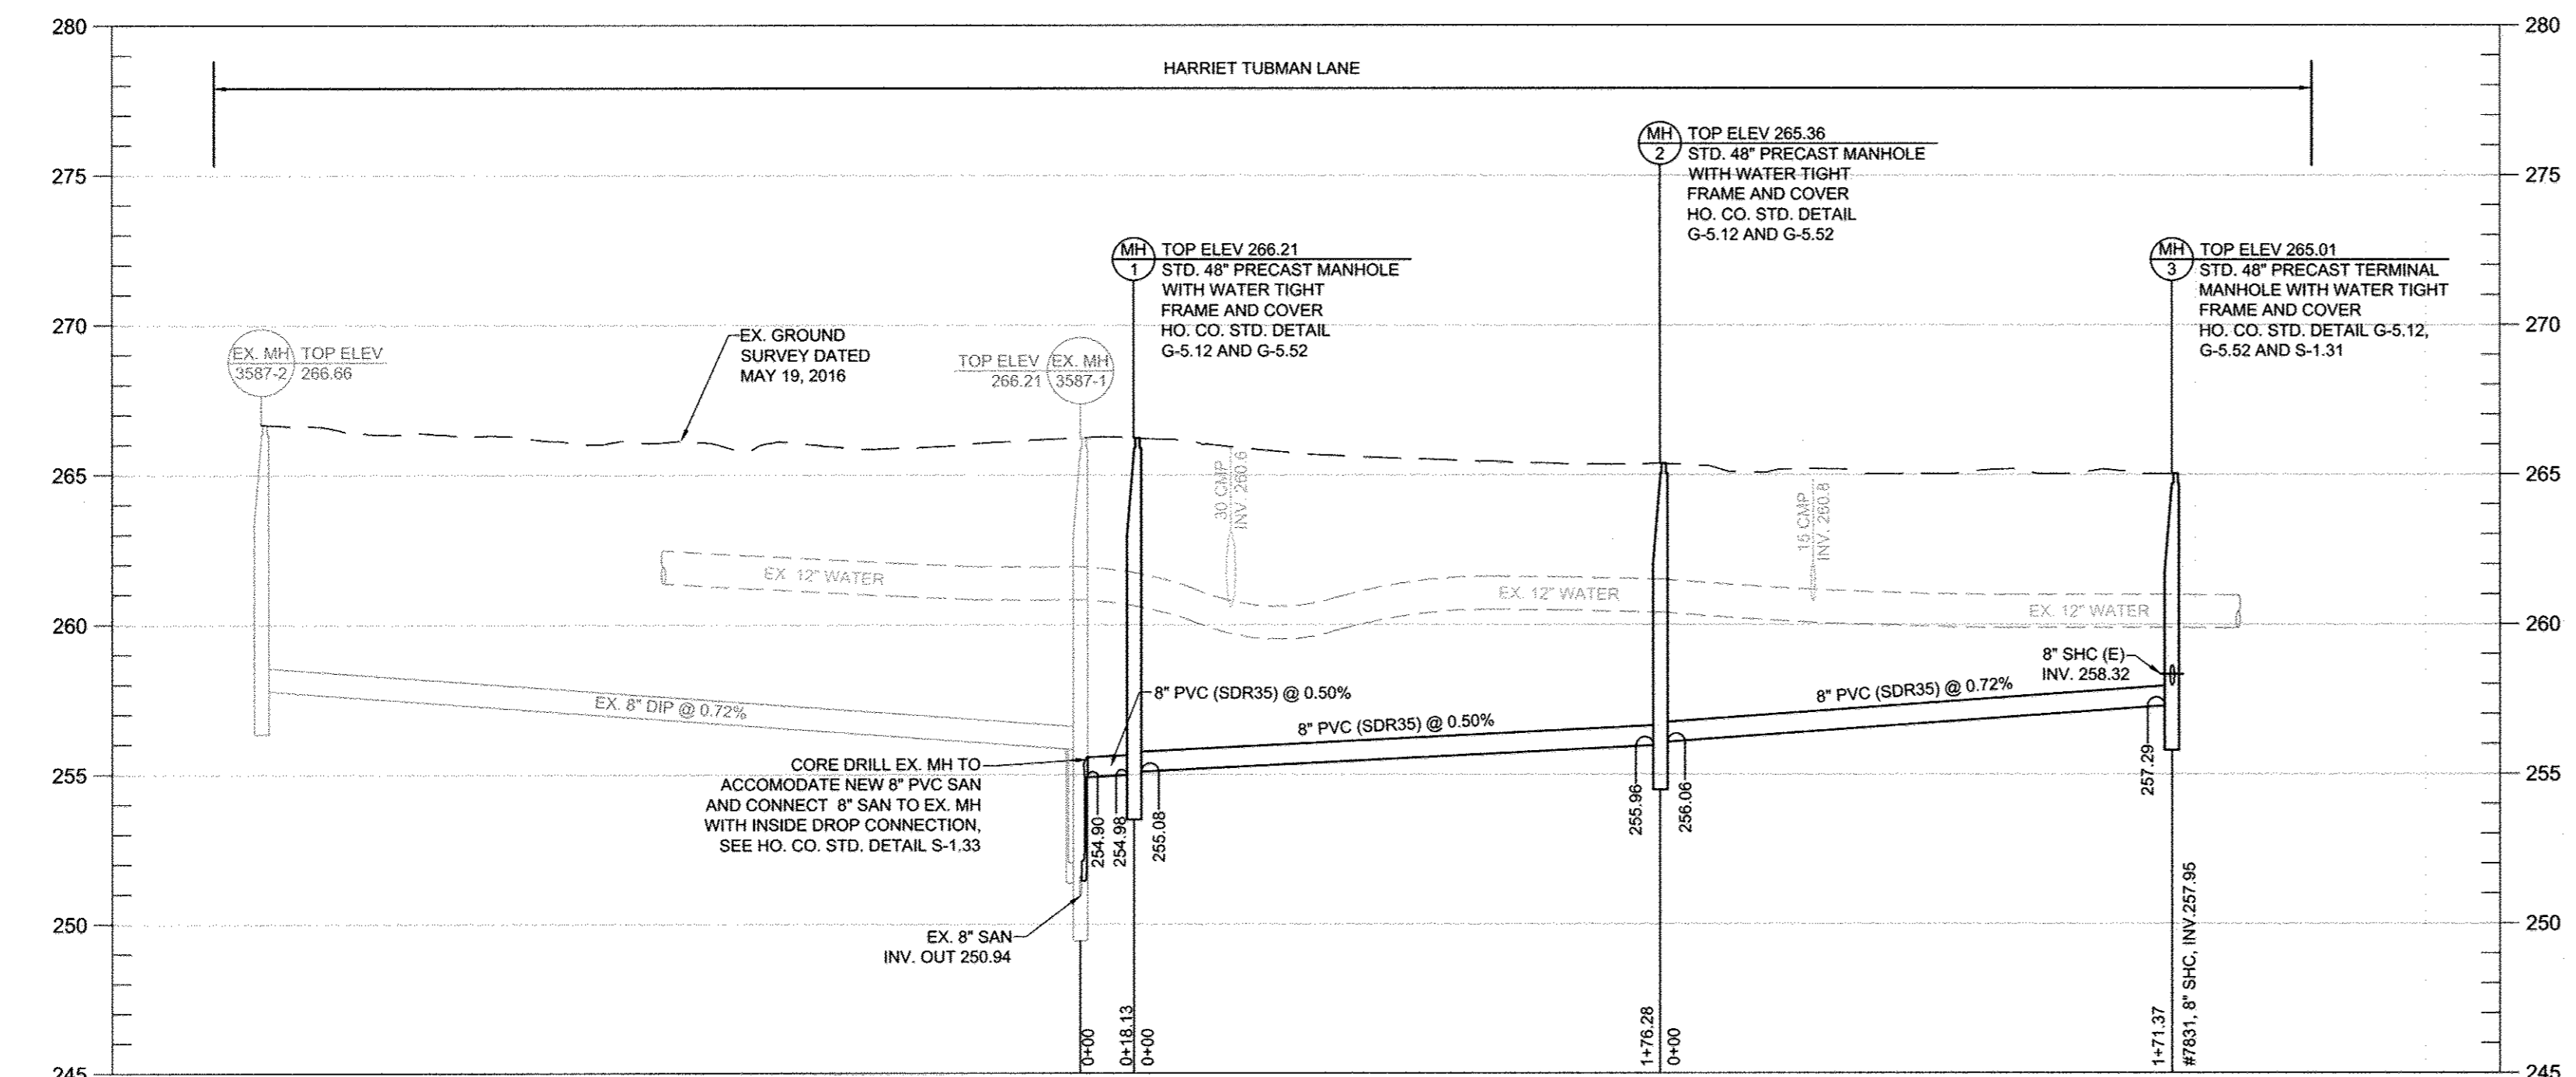 280
280
HARRIET TUBMAN LANE
MH
2
TOP ELEV 265.36
STD. 48" PRECAST MANHOLE
WITH WATER TIGHT
FRAME AND COVER
HO. CO. STD. DETAIL
G-5.12 AND G-5.52
275
275
MH
1
TOP ELEV 266.21
STD. 48" PRECAST MANHOLE
WITH WATER TIGHT
FRAME AND COVER
HO. CO. STD. DETAIL
G-5.12 AND G-5.52
MH
3
TOP ELEV 265.01
STD. 48" PRECAST TERMINAL
MANHOLE WITH WATER TIGHT
FRAME AND COVER
HO. CO. STD. DETAIL G-5.12,
G-5.52 AND S-1.31
270
270
EX. MH
3587-2
TOP ELEV
266.66
EX. GROUND
SURVEY DATED
MAY 19, 2016
TOP ELEV
266.21
EX. MH
3587-1
265
265
30 CMP
INV. 260.6
15 CMP
INV. 260.8
EX. 12" WATER
EX. 12" WATER
EX. 12" WATER
260
260
8" SHC (E)
INV. 258.32
EX. 8" DIP @ 0.72%
8" PVC (SDR35) @ 0.50%
8" PVC (SDR35) @ 0.50%
8" PVC (SDR35) @ 0.72%
255
255
CORE DRILL EX. MH TO
ACCOMODATE NEW 8" PVC SAN
AND CONNECT 8" SAN TO EX. MH
WITH INSIDE DROP CONNECTION,
SEE HO. CO. STD. DETAIL S-1.33
254.90
254.98
255.08
255.96
256.06
257.29
250
250
EX. 8" SAN
INV. OUT 250.94
0+00
0+18.13
0+00
1+76.28
0+00
1+71.37
#7831, 8" SHC, INV.257.95
245
245